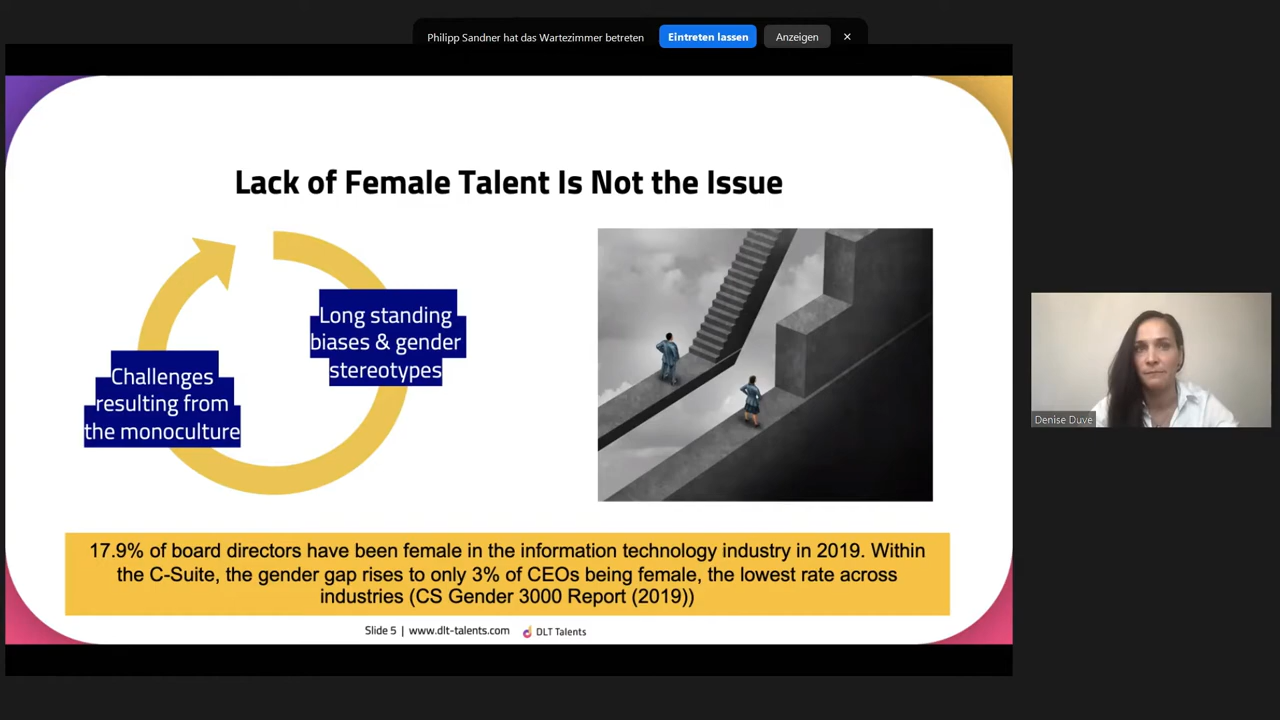 Philipp Sandner hat das Wartezimmer betreten
Eintreten lassen
Anzeigen
Lack of Female Talent Is Not the Issue
Long standing
biases & gender
stereotypes
Challenges
resulting from
the monoculture
17.9% of board directors have been female in the information technology industry in 2019. Within
the C-Suite, the gender gap rises to only 3% of CEOs being female, the lowest rate across
industries (CS Gender 3000 Report (2019))
Slide 5 | www.dlt-talents.com
DLT Talents
Denise Duve